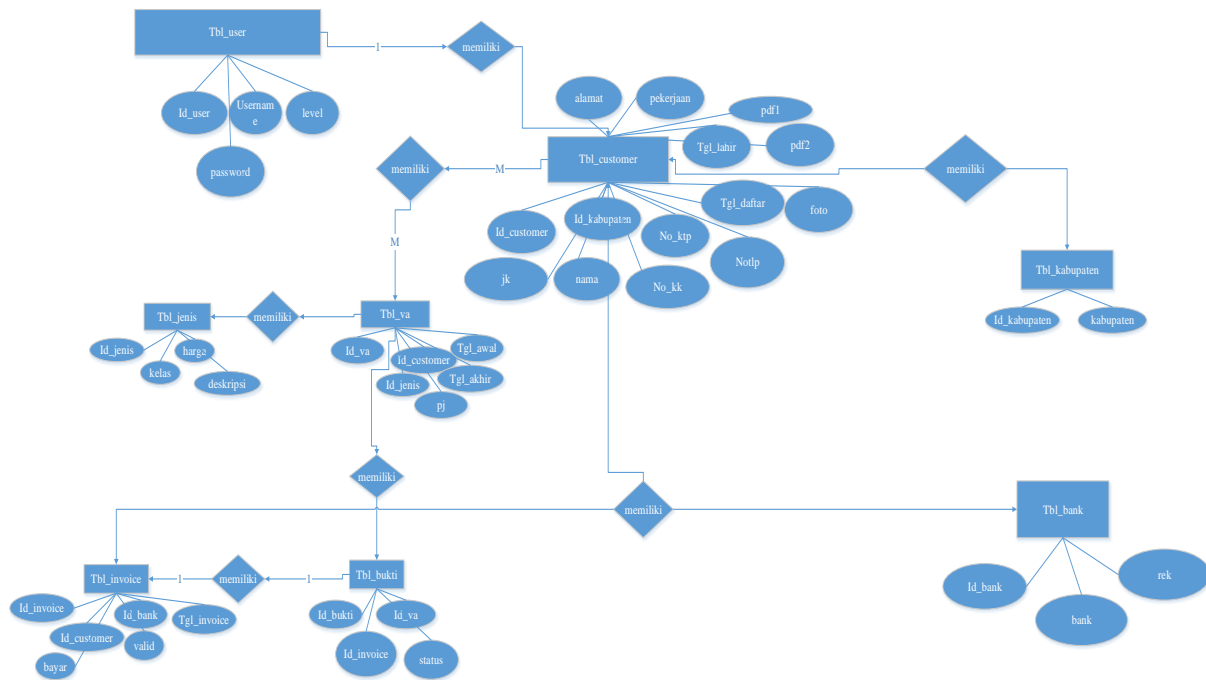 Tbl_user
1
memiliki
Id_user
Usernam
e
level
password
alamat
pekerjaan
pdf1
Tgl_lahir
pdf2
Tbl_customer
memiliki
M
memiliki
Id_customer
Id_kabupaten
No_ktp
Tgl_daftar
foto
Notlp
jk
nama
No_kk
M
Tbl_kabupaten
Id_kabupaten
kabupaten
Tbl_jenis
memiliki
Tbl_va
Id_jenis
harga
kelas
deskripsi
Id_va
Id_customer
Tgl_awal
Id_jenis
Tgl_akhir
pj
memiliki
memiliki
Tbl_bank
Id_bank
rek
bank
Tbl_invoice
1
memiliki
1
Tbl_bukti
Id_invoice
Id_bank
Tgl_invoice
Id_customer
valid
bayar
Id_bukti
Id_va
Id_invoice
status